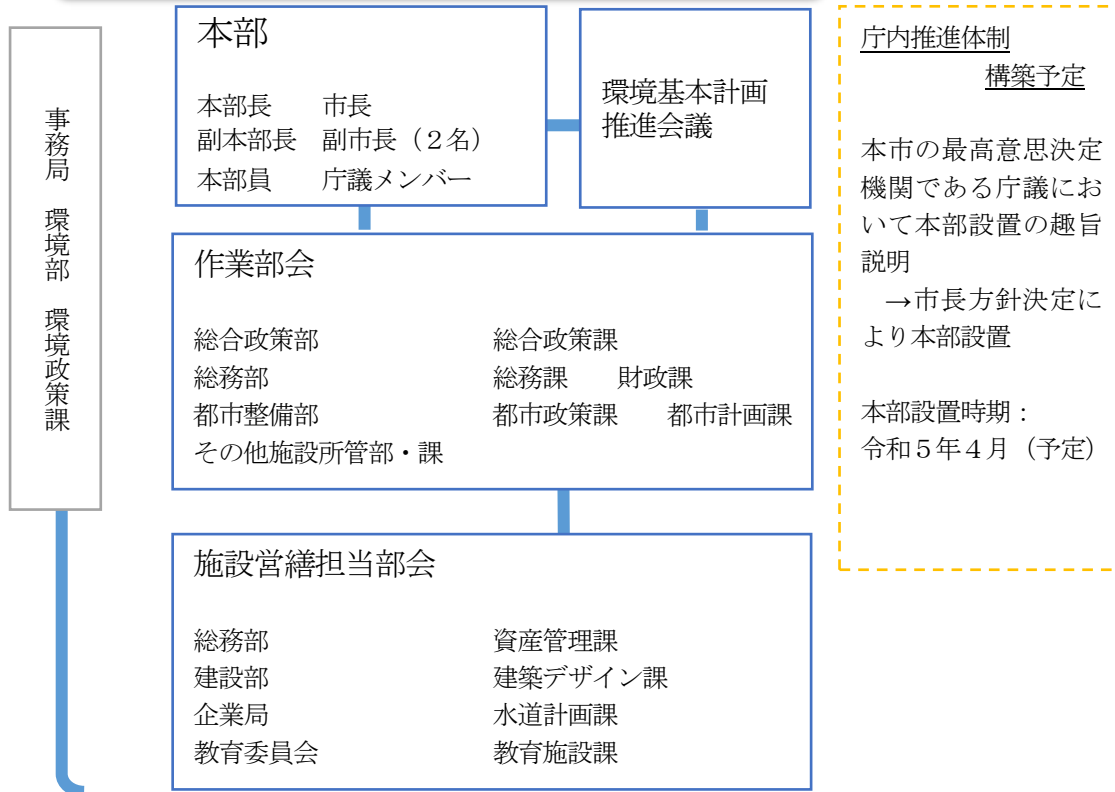 事務局　環境部　環境政策課
本部
本部長　市長
副本部長　副市長（２名）
本部員　庁議メンバー
環境基本計画
推進会議
作業部会
総合政策部　総合政策課
総務部　総務課　財政課
都市整備部　都市政策課　都市計画課
その他施設所管部・課
施設営繕担当部会
総務部　資産管理課
建設部　建築デザイン課
企業局　水道計画課
教育委員会　教育施設課
庁内推進体制
構築予定
本市の最高意思決定
機関である庁議にお
いて本部設置の趣旨
説明
→市長方針決定に
より本部設置
本部設置時期：
令和５年４月（予定）